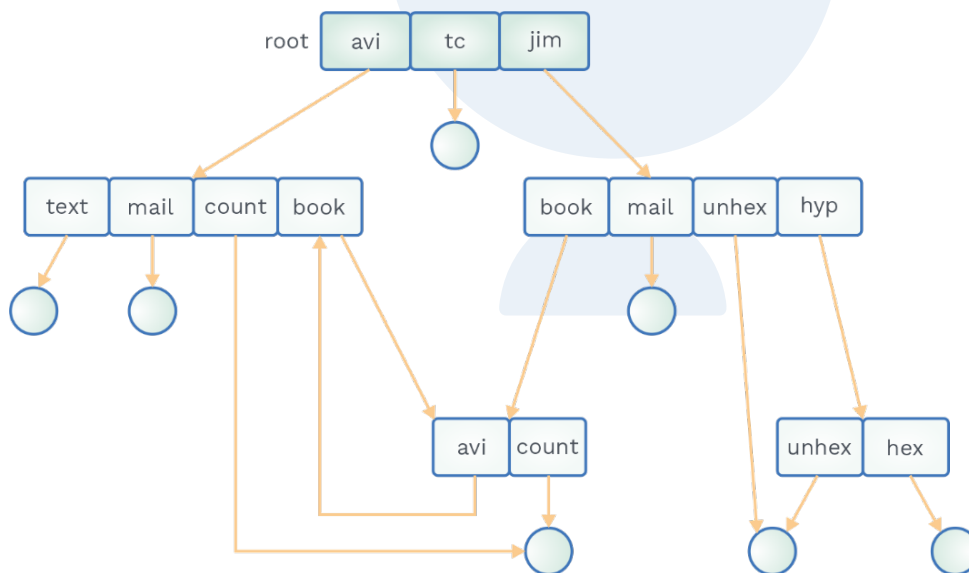 root avi tc jim
text mail count book
book mail unhex hyp
avi count
unhex hex